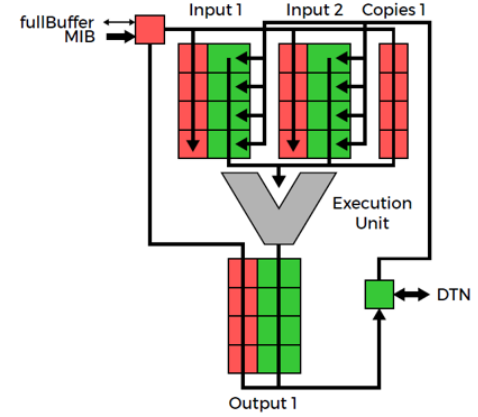 Input 1 Input 2 Copies 1
fullBuffer
MIB
Execution
Unit
DTN
Output 1